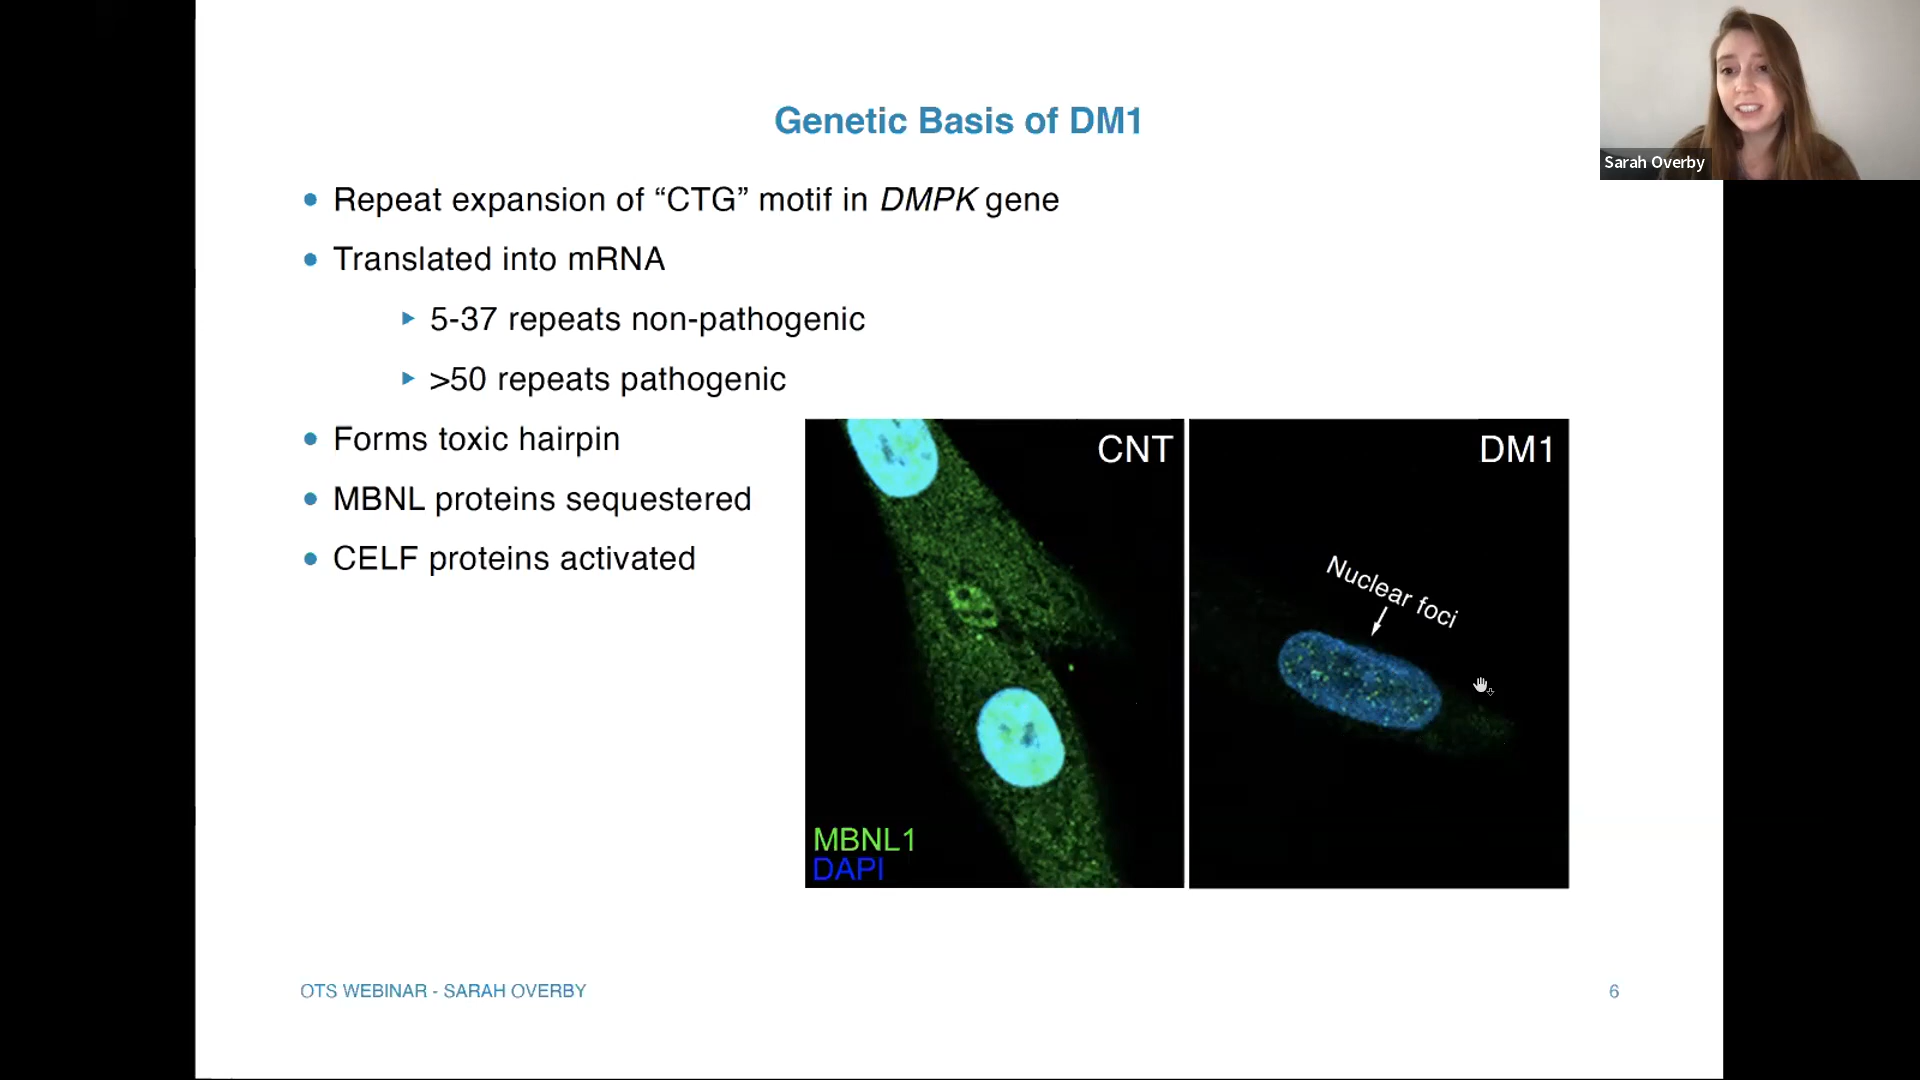 Genetic Basis of DM1
Sarah Overby
Repeat expansion of “CTG” motif in DMPK gene
Translated into mRNA
5-37 repeats non-pathogenic
>50 repeats pathogenic
Forms toxic hairpin
MBNL proteins sequestered
CELF proteins activated
CNT
MBNL1
DAPI
DM1
Nuclear foci
OTS WEBINAR - SARAH OVERBY
6